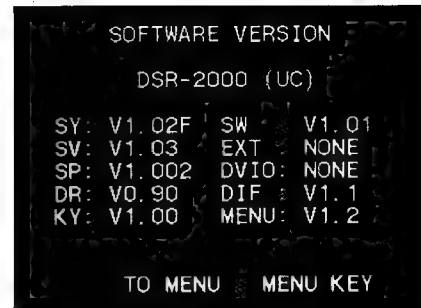 SOFTWARE VERSION
DSR-2000 (UC)
SY: V1.02F SW V1.01
SV: V1.03 EXT NONE
SP: V1.002 DVIO: NONE
DR: V0.90 DIF : V1.1
KY: V1.00 MENU: V1.2
TO MENU : MENU KEY